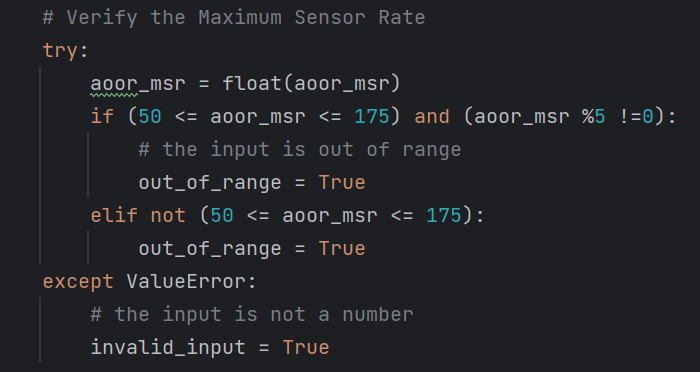 # Verify the Maximum Sensor Rate
try:
    aoor_msr = float(aoor_msr)
    if (50 <= aoor_msr <= 175) and (aoor_msr %5 !=0):
        # the input is out of range
        out_of_range = True
    elif not (50 <= aoor_msr <= 175):
        out_of_range = True
except ValueError:
    # the input is not a number
    invalid_input = True